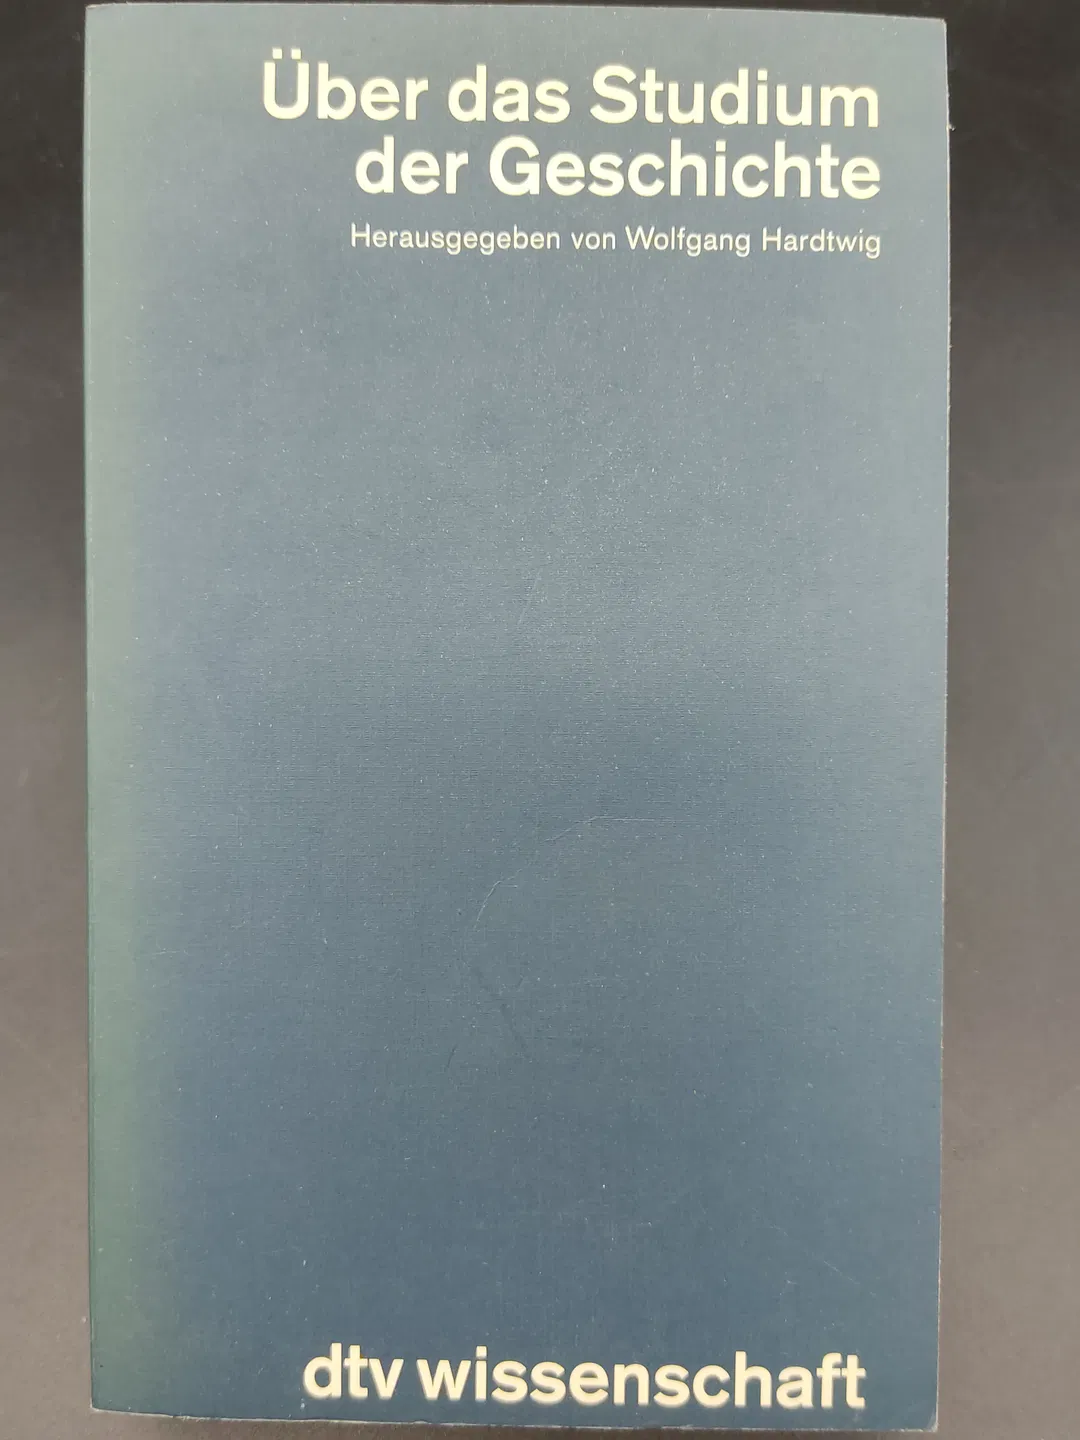 Über das Studium
der Geschichte
Herausgegeben von Wolfgang Hardtwig
dtv wissenschaft